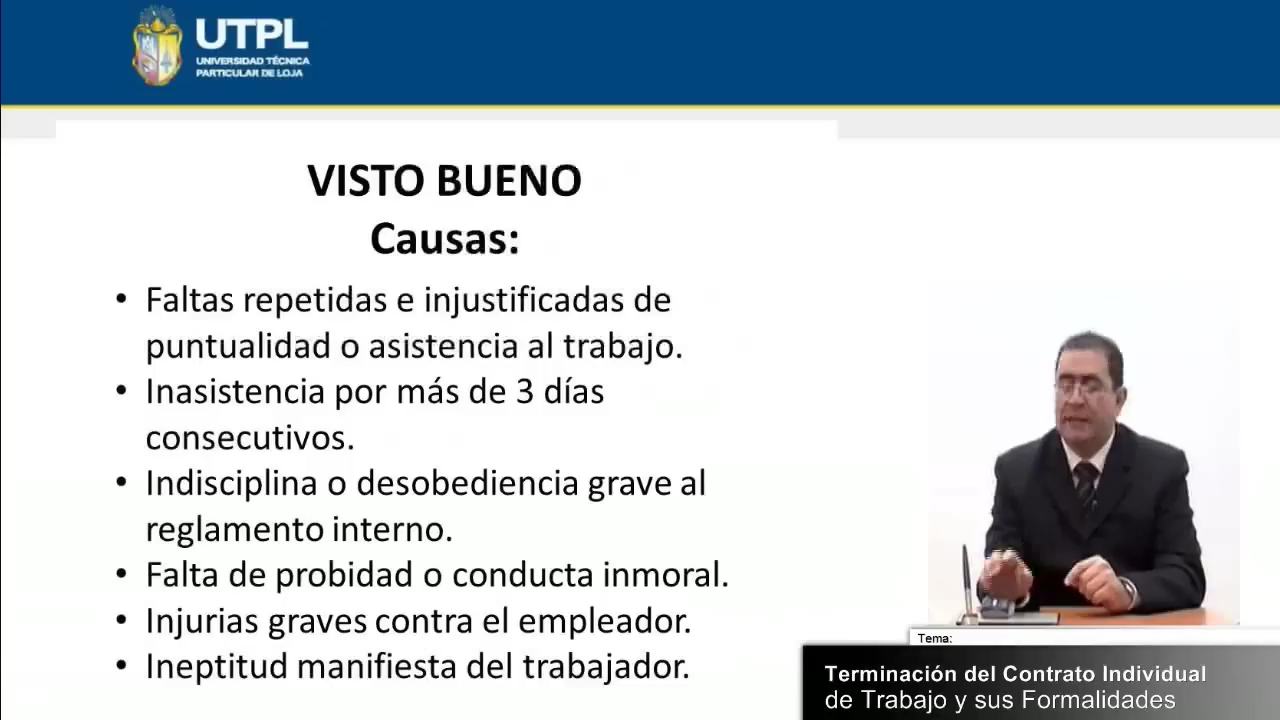 UTPL
UNIVERSIDAD TÉCNICA
PARTICULAR DE LOJA
VISTO BUENO
Causas:
• Faltas repetidas e injustificadas de
puntualidad o asistencia al trabajo.
• Inasistencia por más de 3 días
consecutivos.
• Indisciplina o desobediencia grave al
reglamento interno.
• Falta de probidad o conducta inmoral.
• Injurias graves contra el empleador.
• Ineptitud manifiesta del trabajador.
Tema:
Terminación del Contrato Individual
de Trabajo y sus Formalidades